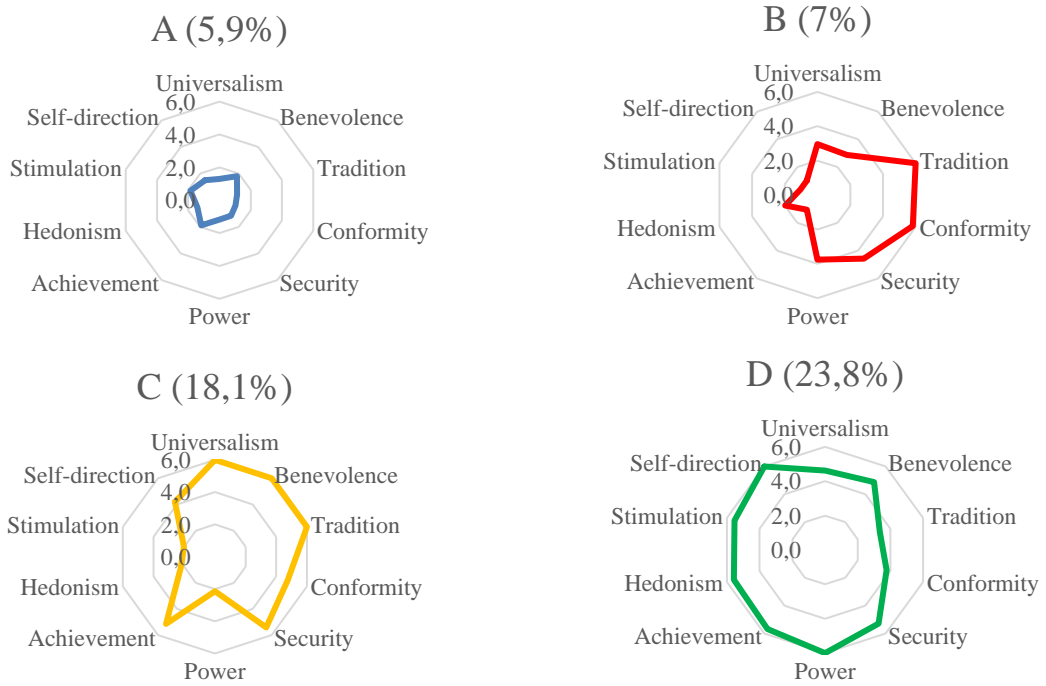 A (5,9%)
Universalism
6,0
Self-direction
Benevolence
4,0
Stimulation
2,0
Tradition
0,0
Hedonism
Conformity
Achievement
Security
Power
B (7%)
Universalism
6,0
Self-direction
Benevolence
4,0
Stimulation
2,0
Tradition
0,0
Hedonism
Conformity
Achievement
Security
Power
C (18,1%)
Universalism
6,0
Self-direction
Benevolence
4,0
Stimulation
2,0
Tradition
0,0
Hedonism
Conformity
Achievement
Security
Power
D (23,8%)
Universalism
6,0
Self-direction
Benevolence
4,0
Stimulation
2,0
Tradition
0,0
Hedonism
Conformity
Achievement
Security
Power